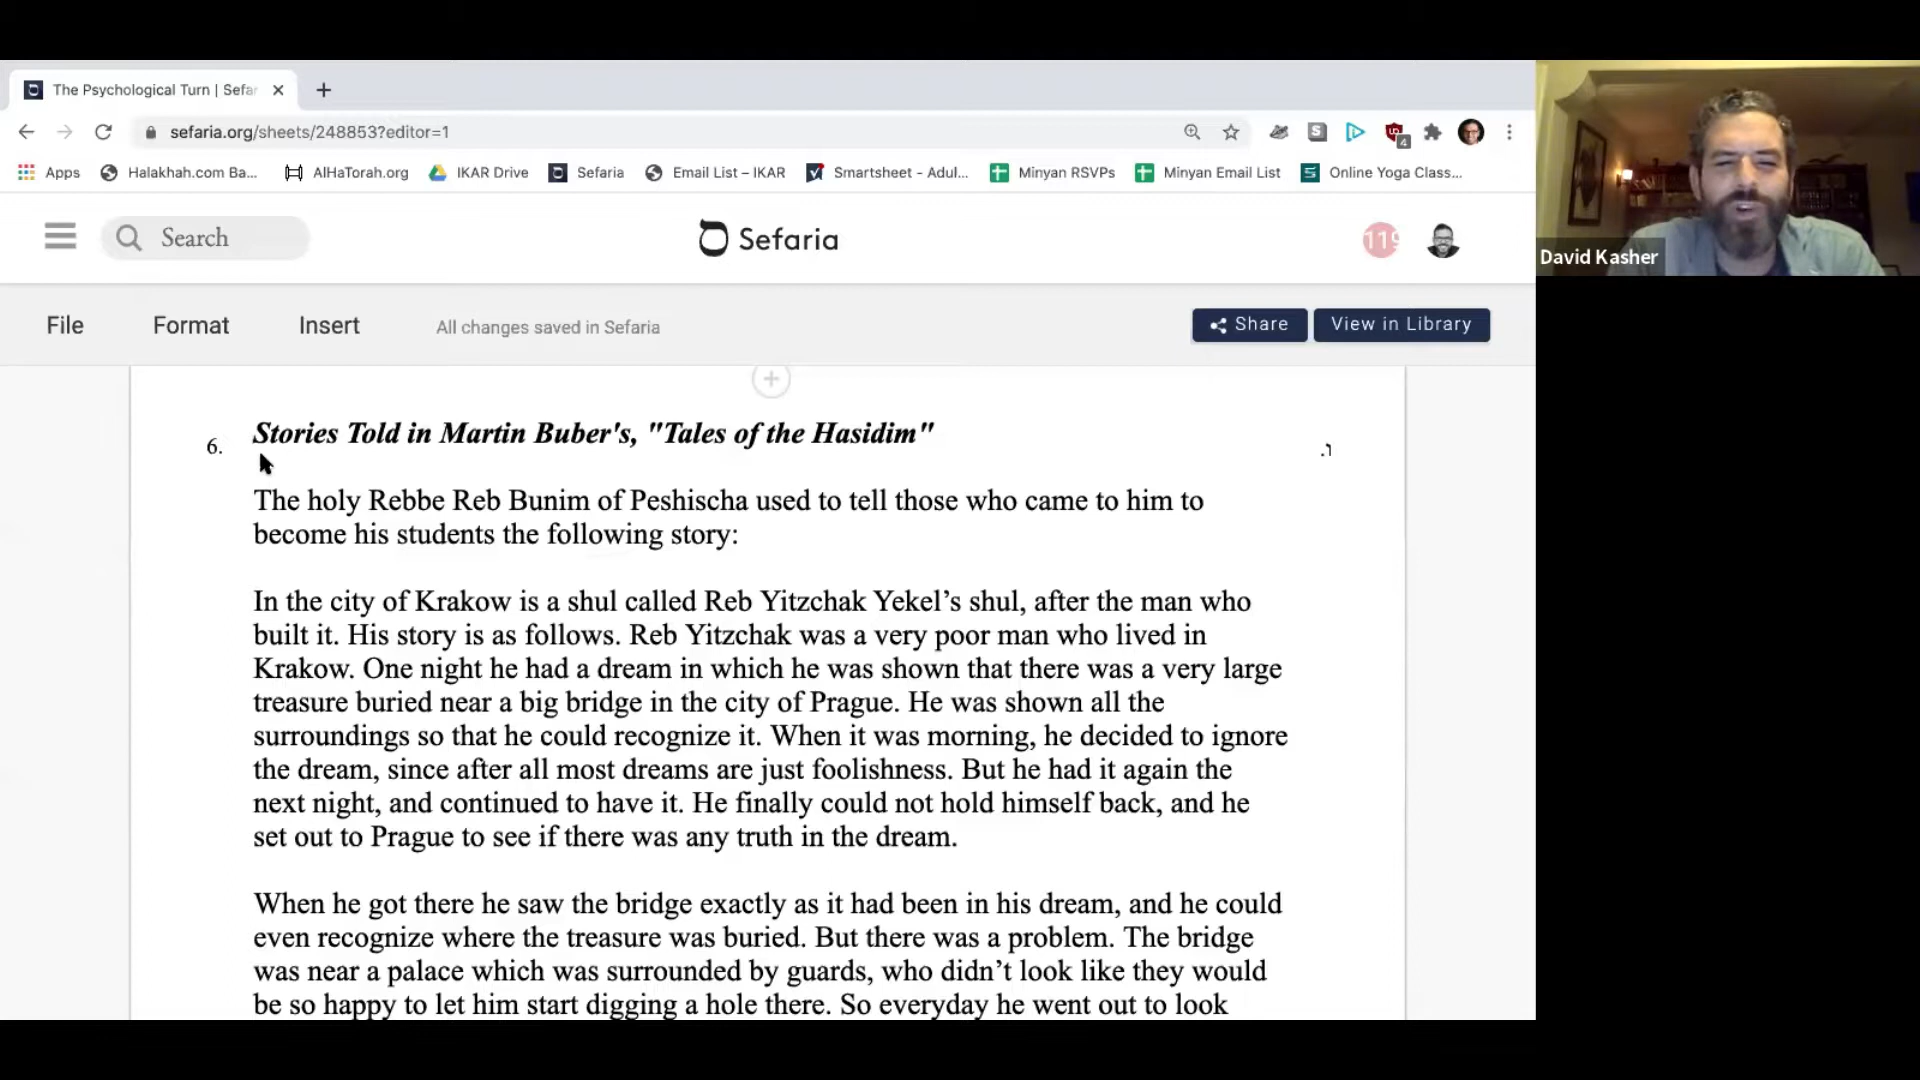 The Psychological Turn | Sefar
sefaria.org/sheets/248853?editor=1
4
Apps
Halakhah.com Ba...
AlHaTorah.org
IKAR Drive
Sefaria
Email List – IKAR
Smartsheet - Adul...
Minyan RSVPs
Minyan Email List
Online Yoga Class...
Search
Sefaria
119
David Kasher
File
Format
Insert
All changes saved in Sefaria
Share
View in Library
6.
Stories Told in Martin Buber's, "Tales of the Hasidim"
ו.
The holy Rebbe Reb Bunim of Peshischa used to tell those who came to him to
become his students the following story:
In the city of Krakow is a shul called Reb Yitzchak Yekel’s shul, after the man who
built it. His story is as follows. Reb Yitzchak was a very poor man who lived in
Krakow. One night he had a dream in which he was shown that there was a very large
treasure buried near a big bridge in the city of Prague. He was shown all the
surroundings so that he could recognize it. When it was morning, he decided to ignore
the dream, since after all most dreams are just foolishness. But he had it again the
next night, and continued to have it. He finally could not hold himself back, and he
set out to Prague to see if there was any truth in the dream.
When he got there he saw the bridge exactly as it had been in his dream, and he could
even recognize where the treasure was buried. But there was a problem. The bridge
was near a palace which was surrounded by guards, who didn’t look like they would
be so happy to let him start digging a hole there. So everyday he went out to look